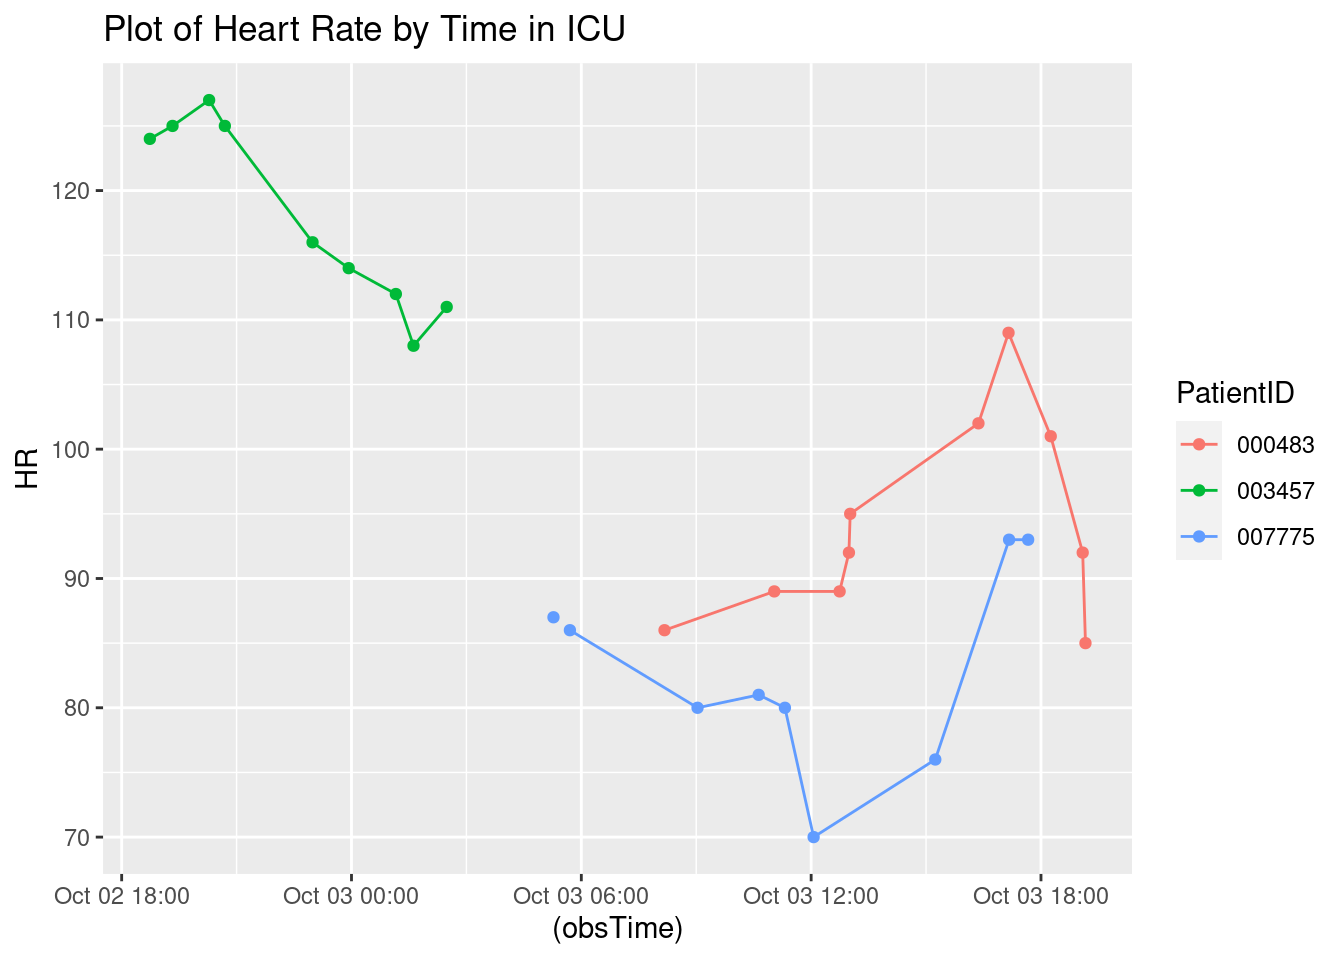 Plot of Heart Rate by Time in ICU
120
110
100
90
80
70
HR
Oct 02 18:00
Oct 03 00:00
Oct 03 06:00
Oct 03 12:00
Oct 03 18:00
(obsTime)
PatientID
000483
003457
007775